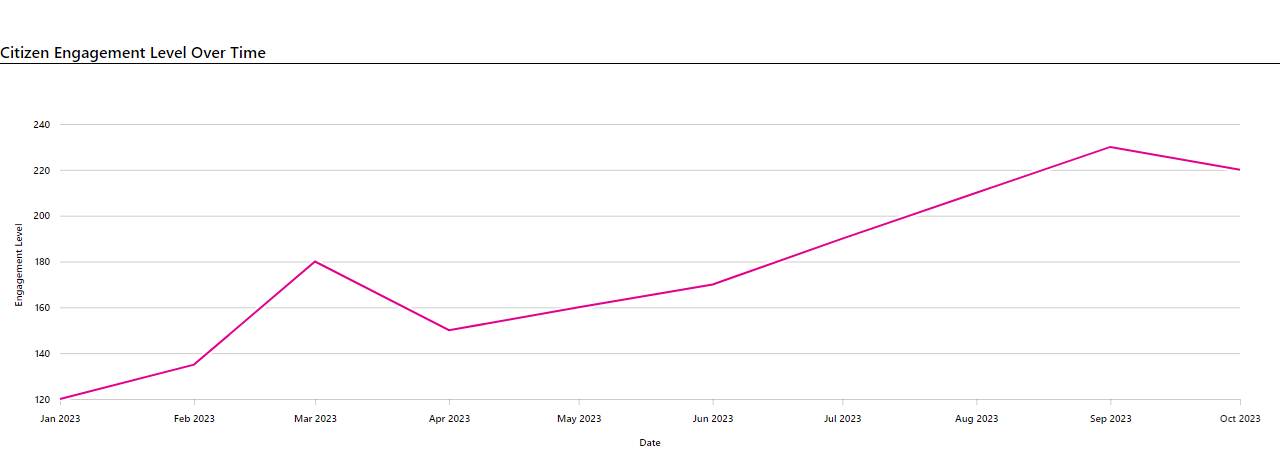 Citizen Engagement Level Over Time
240
220
200
180
160
140
120
Engagement Level
Jan 2023 Feb 2023 Mar 2023 Apr 2023 May 2023 Jun 2023 Jul 2023 Aug 2023 Sep 2023 Oct 2023
Date